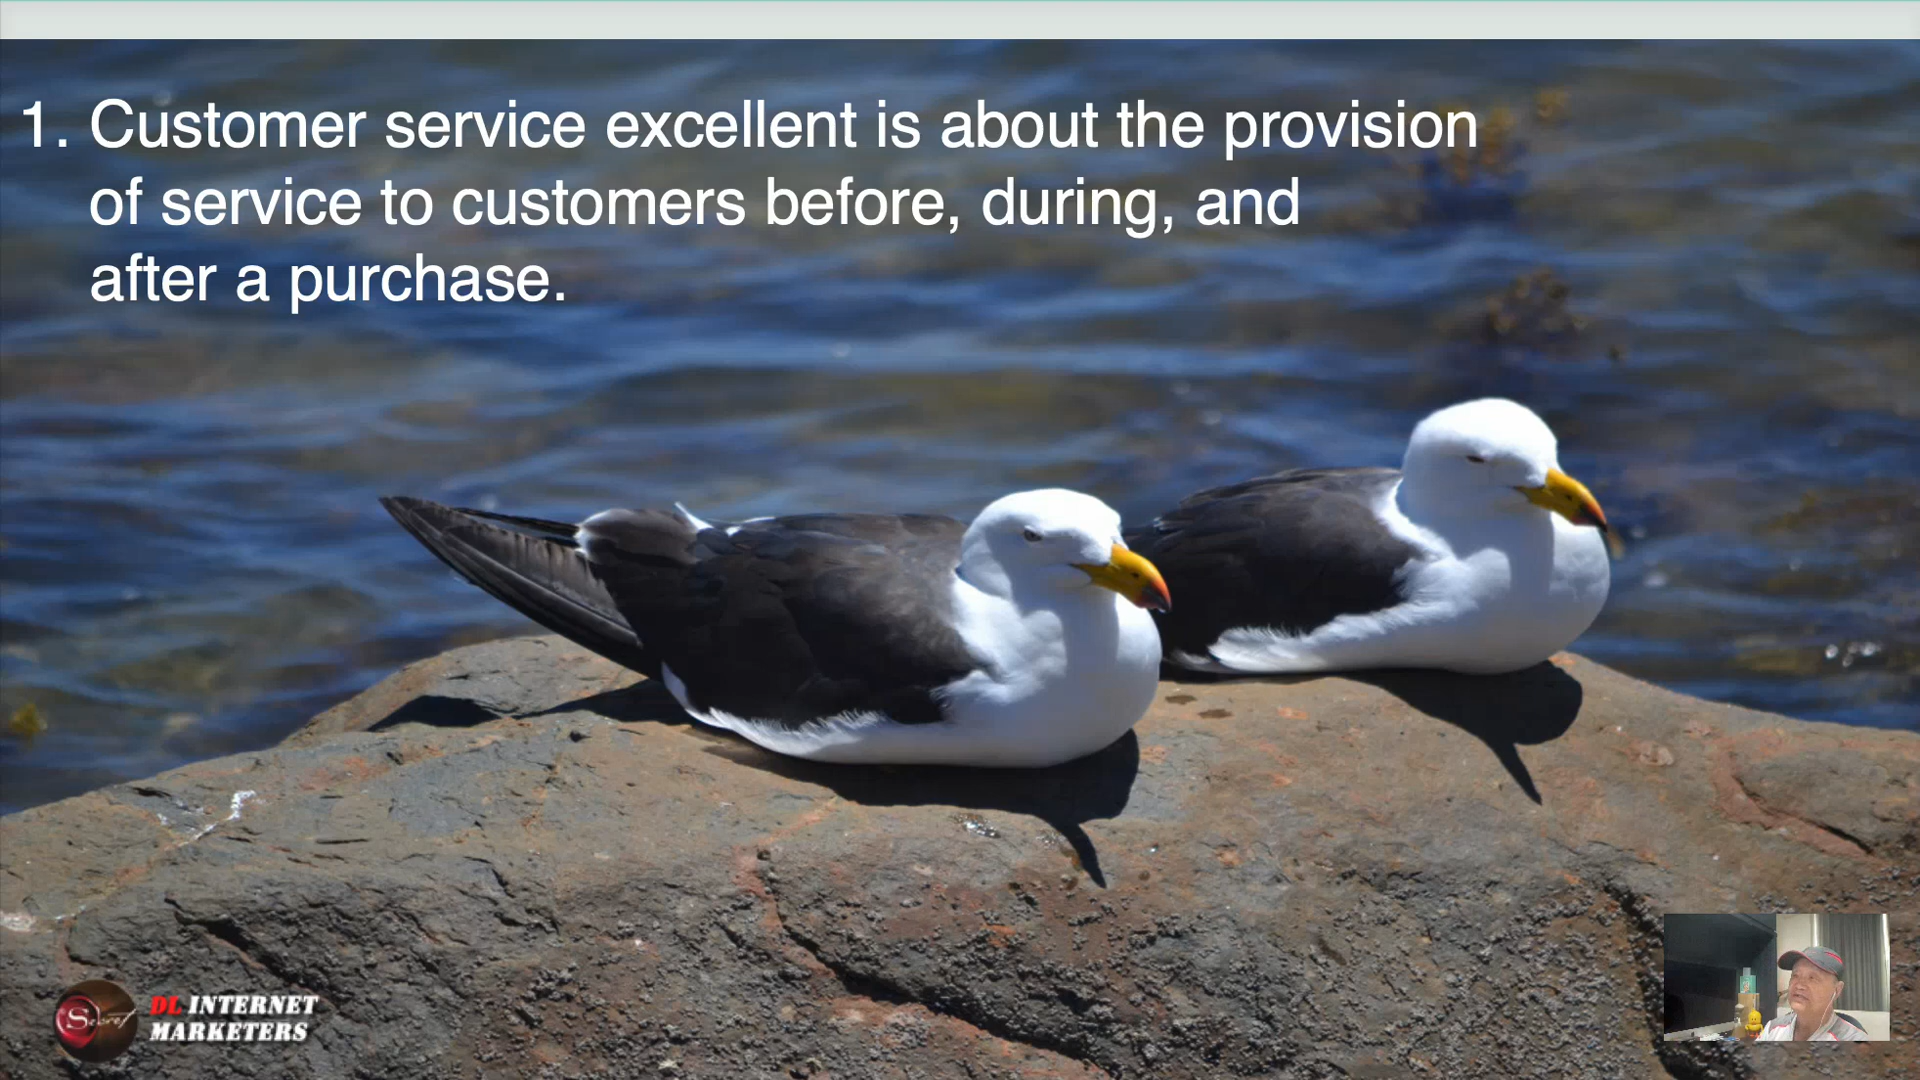 1. Customer service excellent is about the provision
of service to customers before, during, and
after a purchase.
Secret
DL INTERNET
MARKETERS